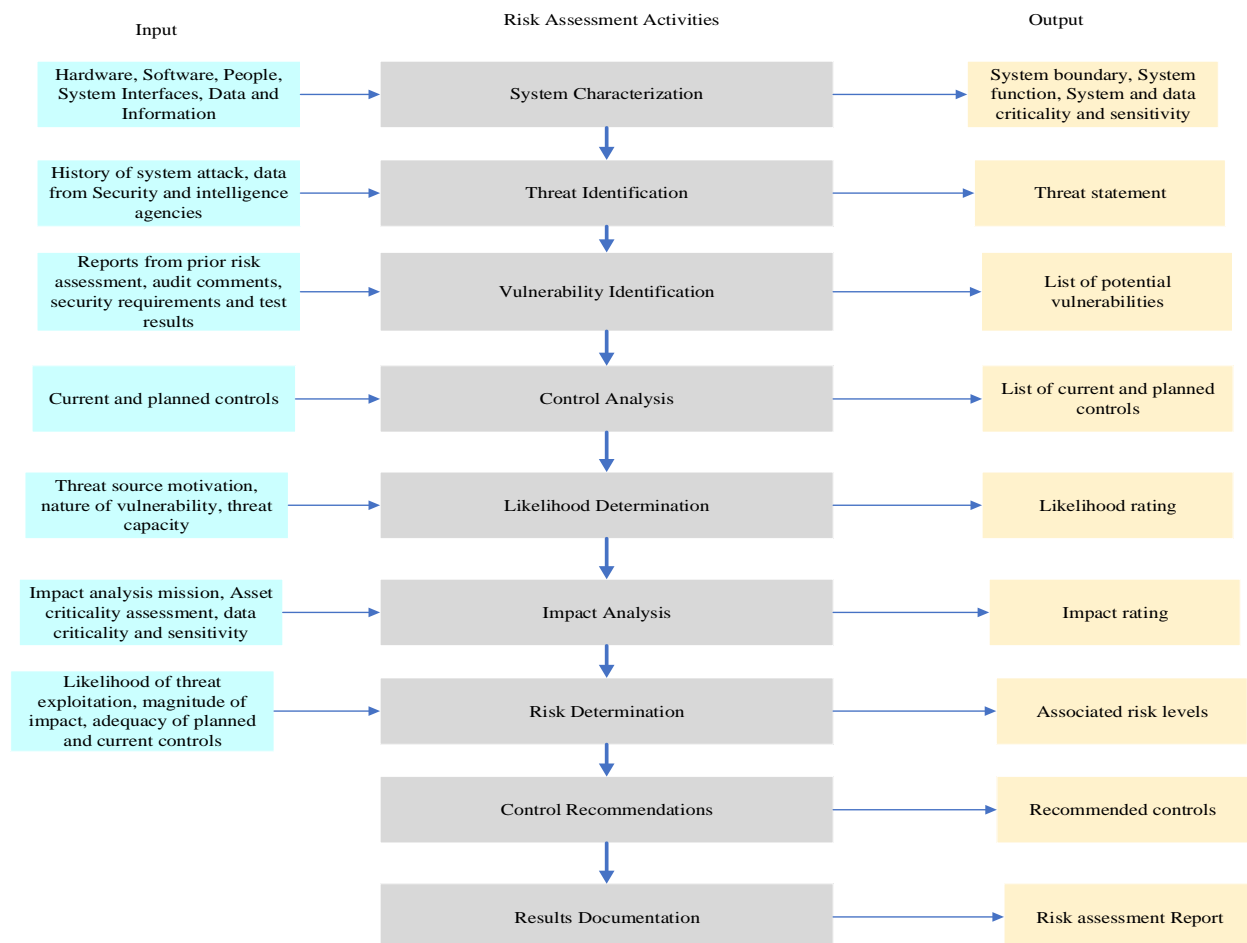 Input
Risk Assessment Activities
Output
Hardware, Software, People,
System Interfaces, Data and
Information
System Characterization
System boundary, System
function, System and data
criticality and sensitivity
History of system attack, data
from Security and intelligence
agencies
Threat Identification
Threat statement
Reports from prior risk
assessment, audit comments,
security requirements and test
results
Vulnerability Identification
List of potential
vulnerabilities
Current and planned controls
Control Analysis
List of current and planned
controls
Threat source motivation,
nature of vulnerability, threat
capacity
Likelihood Determination
Likelihood rating
Impact analysis mission, Asset
criticality assessment, data
criticality and sensitivity
Impact Analysis
Impact rating
Likelihood of threat
exploitation, magnitude of
impact, adequacy of planned
and current controls
Risk Determination
Associated risk levels
Control Recommendations
Recommended controls
Results Documentation
Risk assessment Report